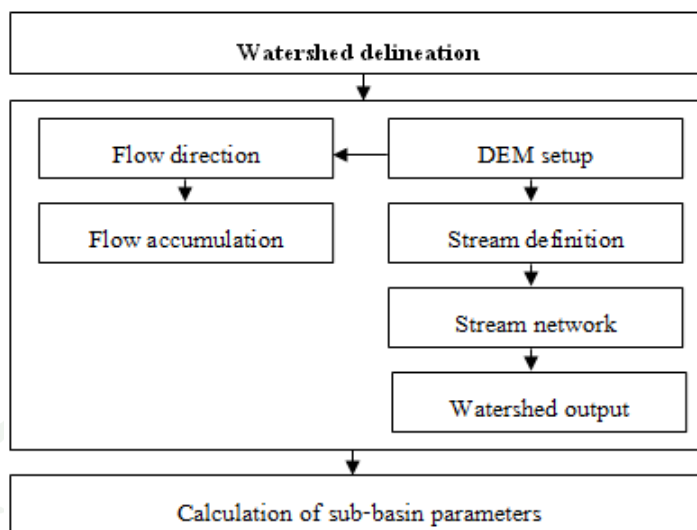 Watershed delineation
Flow direction
DEM setup
Flow accumulation
Stream definition
Stream network
Watershed output
Calculation of sub-basin parameters